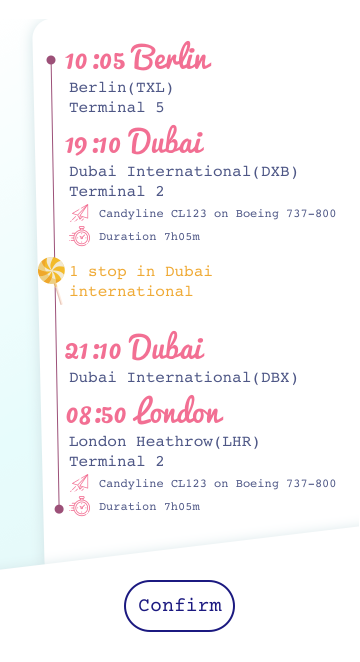 10:05 Berlin
Berlin(TXL)
Terminal 5
19:10 Dubai
Dubai International(DXB)
Terminal 2
Candyline CL123 on Boeing 737-800
Duration 7h05m
1 stop in Dubai
international
21:10 Dubai
Dubai International(DBX)
08:50 London
London Heathrow(LHR)
Terminal 2
Candyline CL123 on Boeing 737-800
Duration 7h05m
Confirm